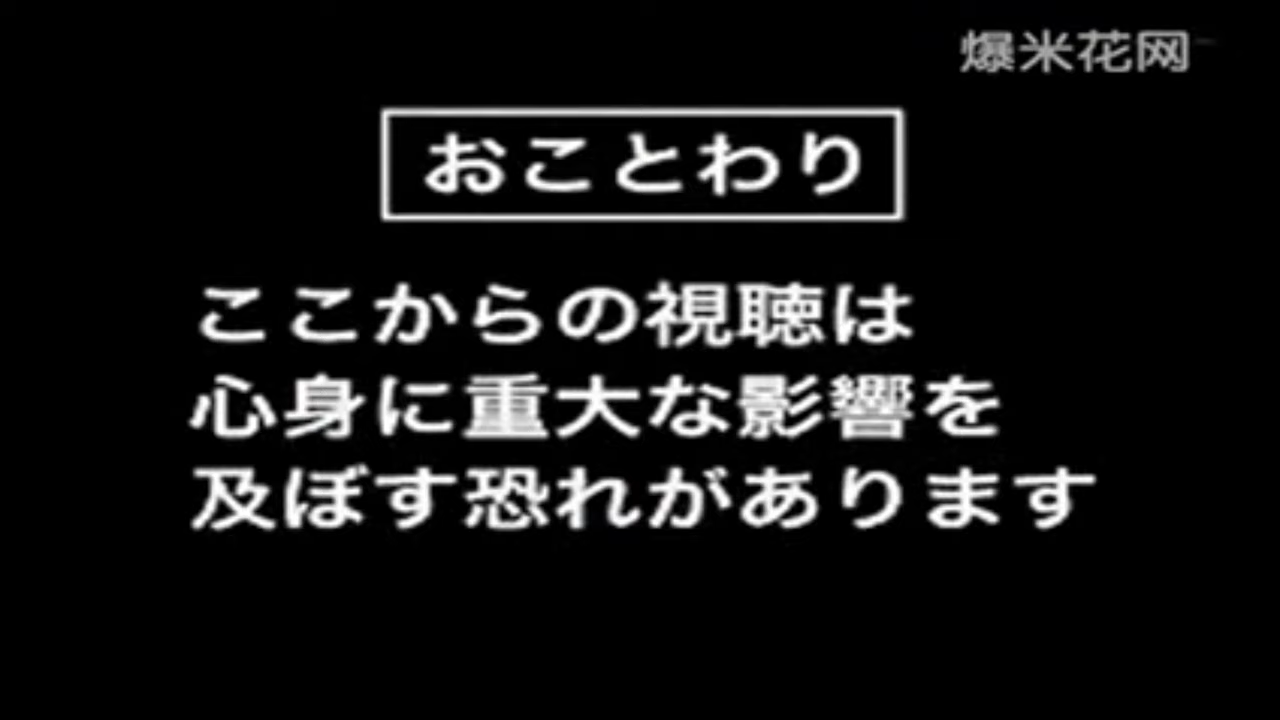 爆米花网
おことわり
ここからの視聴は
心身に重大な影響を
及ぼす恐れがあります